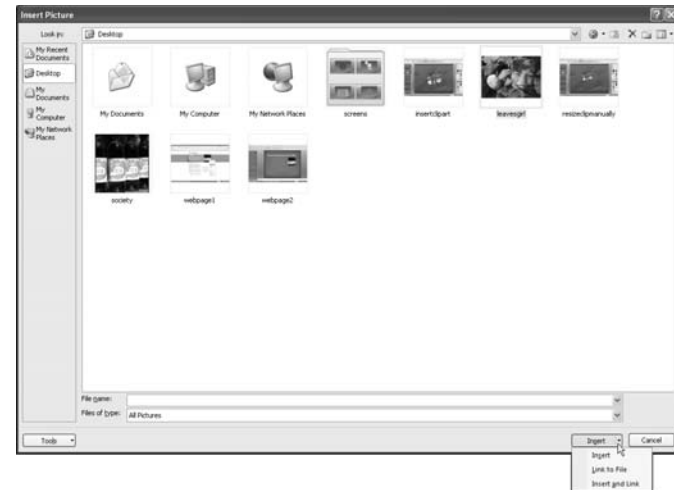 Insert Picture
Look in:
Desktop
My Recent
Documents
Desktop
My
Documents
My
Computer
My Network
Places
My Documents
My Computer
My Network Places
screens
insertclipart
leavesgirl
resizeclipmanually
society
webpage1
webpage2
File name:
Files of type:
All Pictures
Tools
Insert
Cancel
Insert
Link to File
Insert and Link